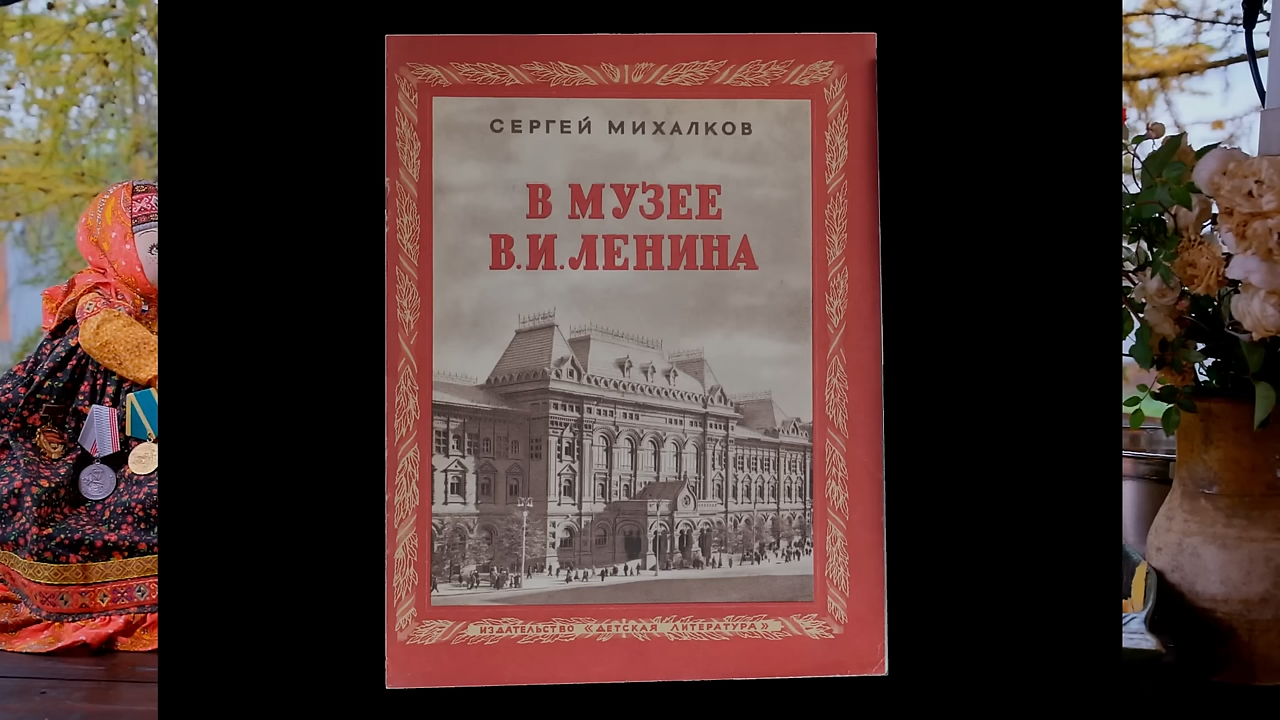 СЕРГЕЙ МИХАЛКОВ
В МУЗЕЕ
В.И.ЛЕНИНА
ИЗДАТЕЛЬСТВО «ДЕТСКАЯ ЛИТЕРАТУРА»